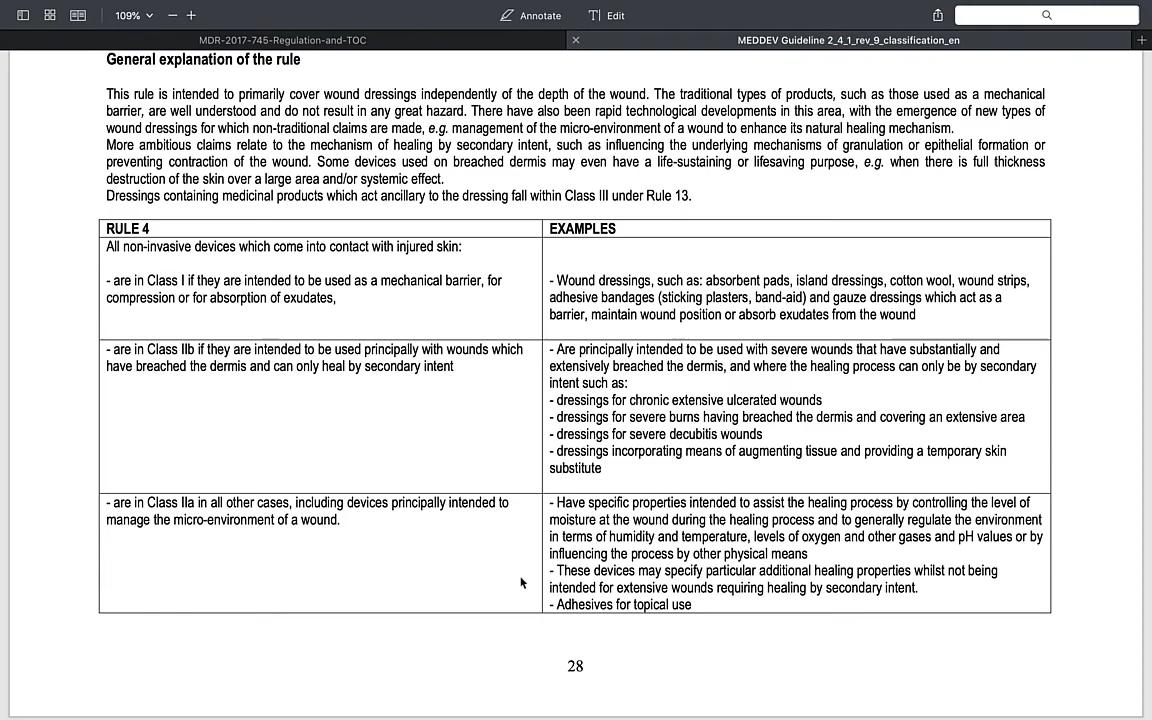 109%
Annotate
Edit
MDR-2017-745-Regulation-and-TOC
MEDDEV Guideline 2_4_1_rev_9_classification_en
General explanation of the rule
This rule is intended to primarily cover wound dressings independently of the depth of the wound. The traditional types of products, such as those used as a mechanical
barrier, are well understood and do not result in any great hazard. There have also been rapid technological developments in this area, with the emergence of new types of
wound dressings for which non-traditional claims are made, e.g. management of the micro-environment of a wound to enhance its natural healing mechanism.
More ambitious claims relate to the mechanism of healing by secondary intent, such as influencing the underlying mechanisms of granulation or epithelial formation or
preventing contraction of the wound. Some devices used on breached dermis may even have a life-sustaining or lifesaving purpose, e.g. when there is full thickness
destruction of the skin over a large area and/or systemic effect.
Dressings containing medicinal products which act ancillary to the dressing fall within Class III under Rule 13.
RULE 4
EXAMPLES
All non-invasive devices which come into contact with injured skin:
- are in Class I if they are intended to be used as a mechanical barrier, for
compression or for absorption of exudates,
- Wound dressings, such as: absorbent pads, island dressings, cotton wool, wound strips,
adhesive bandages (sticking plasters, band-aid) and gauze dressings which act as a
barrier, maintain wound position or absorb exudates from the wound
- are in Class IIb if they are intended to be used principally with wounds which
have breached the dermis and can only heal by secondary intent
- Are principally intended to be used with severe wounds that have substantially and
extensively breached the dermis, and where the healing process can only be by secondary
intent such as:
- dressings for chronic extensive ulcerated wounds
- dressings for severe burns having breached the dermis and covering an extensive area
- dressings for severe decubitis wounds
- dressings incorporating means of augmenting tissue and providing a temporary skin
substitute
- are in Class IIa in all other cases, including devices principally intended to
manage the micro-environment of a wound.
- Have specific properties intended to assist the healing process by controlling the level of
moisture at the wound during the healing process and to generally regulate the environment
in terms of humidity and temperature, levels of oxygen and other gases and pH values or by
influencing the process by other physical means
- These devices may specify particular additional healing properties whilst not being
intended for extensive wounds requiring healing by secondary intent.
- Adhesives for topical use
28